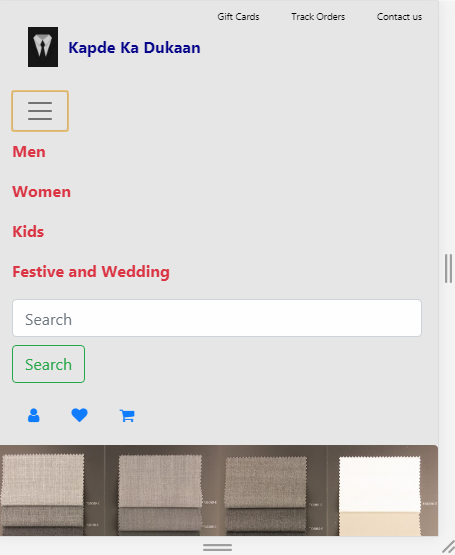 Gift Cards Track Orders Contact us
Kapde Ka Dukaan
Men
Women
Kids
Festive and Wedding
Search
Search